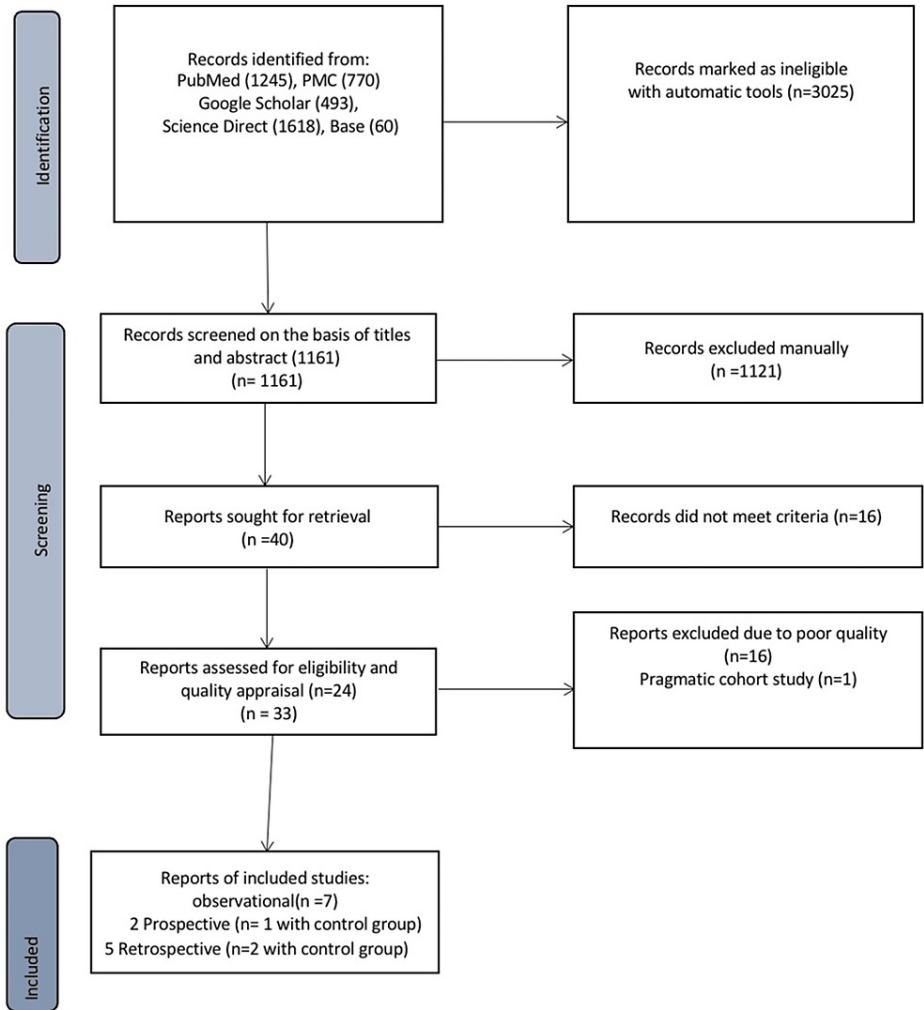 Identification
Records identified from:
PubMed (1245), PMC (770)
Google Scholar (493),
Science Direct (1618), Base (60)
Records marked as ineligible
with automatic tools (n=3025)
Screening
Records screened on the basis of titles
and abstract (1161)
(n= 1161)
Records excluded manually
(n =1121)
Reports sought for retrieval
(n =40)
Records did not meet criteria (n=16)
Reports assessed for eligibility and
quality appraisal (n=24)
(n = 33)
Reports excluded due to poor quality
(n=16)
Pragmatic cohort study (n=1)
Included
Reports of included studies:
observational(n =7)
2 Prospective (n= 1 with control group)
5 Retrospective (n=2 with control group)